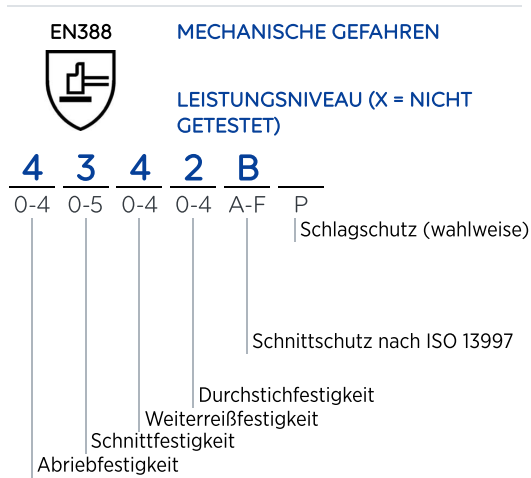 EN388
MECHANISCHE GEFAHREN
LEISTUNGSNIVEAU (X = NICHT
GETESTET)
4 3 4 2 B
0-4 0-5 0-4 0-4 A-F P
Schlagschutz (wahlweise)
Schnittschutz nach ISO 13997
Durchstichfestigkeit
Weiterreißfestigkeit
Schnittfestigkeit
Abriebfestigkeit